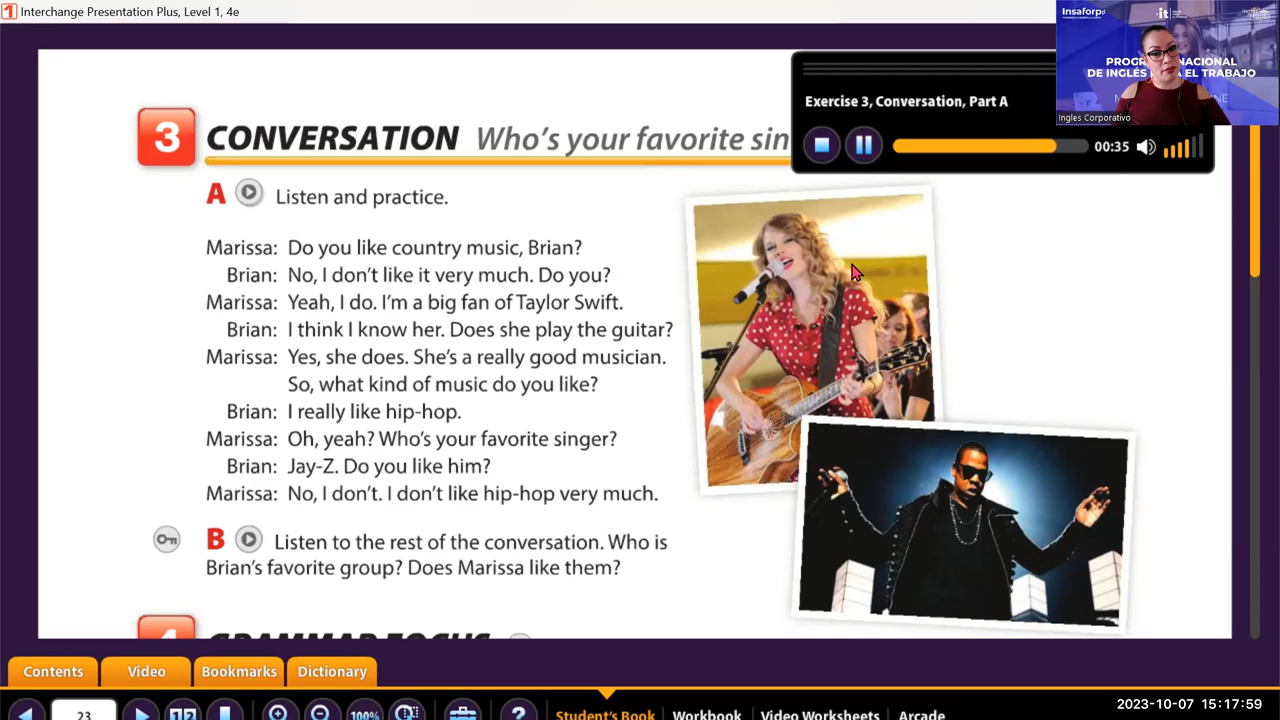 Interchange Presentation Plus, Level 1, 4e
Insaforp
it
PROGR NACIONAL
DE INGLÉS P A EL TRABAJO
Ingles Corporativo
Exercise 3, Conversation, Part A
00:35
3 CONVERSATION Who's your favorite sin
A Listen and practice.
Marissa: Do you like country music, Brian?
Brian: No, I don't like it very much. Do you?
Marissa: Yeah, I do. I'm a big fan of Taylor Swift.
Brian: I think I know her. Does she play the guitar?
Marissa: Yes, she does. She's a really good musician.
So, what kind of music do you like?
Brian: I really like hip-hop.
Marissa: Oh, yeah? Who's your favorite singer?
Brian: Jay-Z. Do you like him?
Marissa: No, I don't. I don't like hip-hop very much.
B Listen to the rest of the conversation. Who is
Brian's favorite group? Does Marissa like them?
4 GRAMMAR FOCUS
Contents Video Bookmarks Dictionary
23 1 2 100% ? Student's Book Workbook Video Worksheets Arcade
2023-10-07 15:17:59